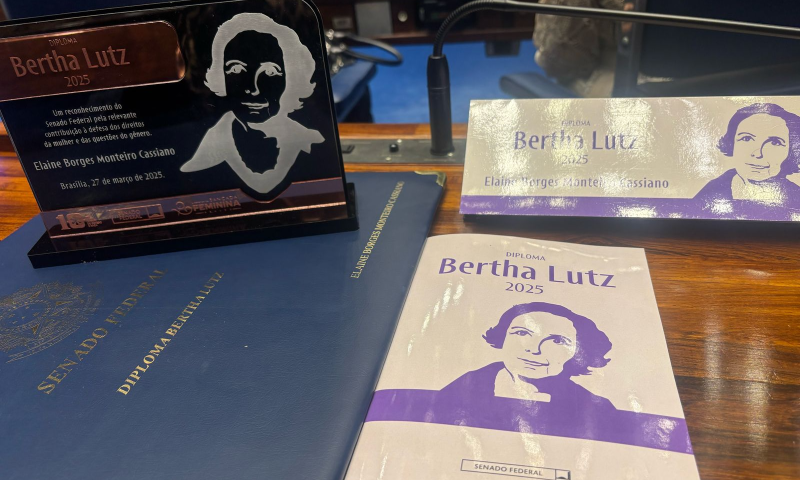 DIPLOMA
Bertha Lutz
2025
Um reconhecimento do
Senado Federal pela relevante
contribuição à defesa dos direitos
da mulher e das questões do gênero.
Elaine Borges Monteiro Cassiano
Brasília, 27 de março de 2025.
FEMININA
SENADO FEDERAL
DIPLOMA BERTHA LUTZ
ELAINE BORGES MONTEIRO CASSIANO
DIPLOMA
Bertha Lutz
2025
Elaine Borges Monteiro Cassiano
DIPLOMA
Bertha Lutz
2025
SENADO FEDERAL